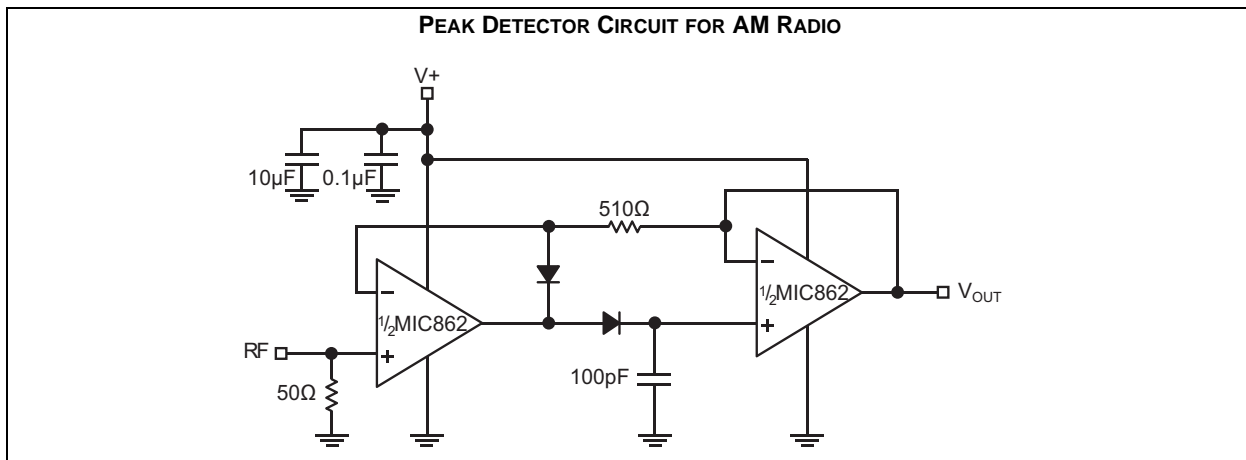 PEAK DETECTOR CIRCUIT FOR AM RADIO
V+
10µF 0.1µF
510Ω
−
½MIC862
+
−
½MIC862
+
VOUT
RF
50Ω
100pF